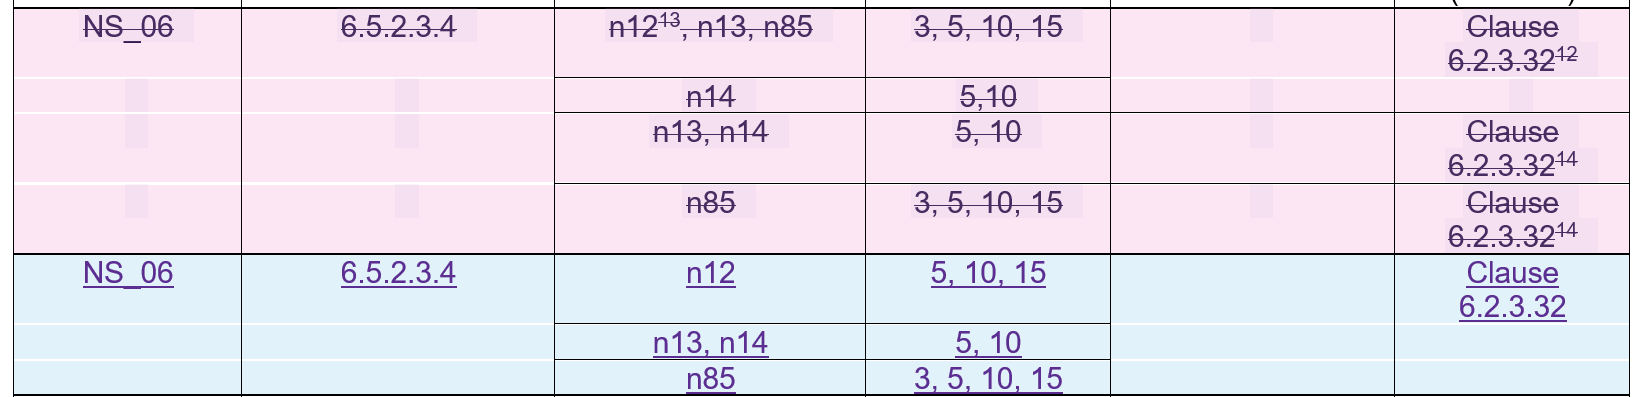 NS_06 6.5.2.3.4 n12¹³, n13, n85 3, 5, 10, 15 Clause
6.2.3.32¹²
n14 5,10
n13, n14 5, 10 Clause
6.2.3.32¹⁴
n85 3, 5, 10, 15 Clause
6.2.3.32¹⁴
NS_06 6.5.2.3.4 n12 5, 10, 15 Clause
6.2.3.32
n13, n14 5, 10
n85 3, 5, 10, 15